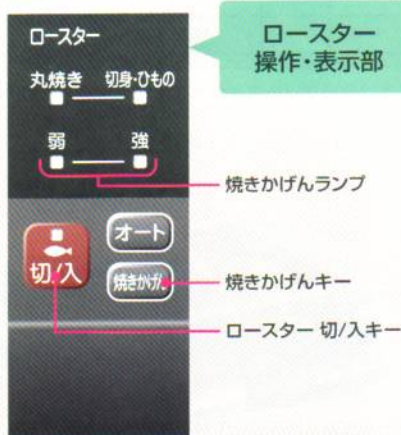 ロースター
操作・表示部
ロースター
丸焼き 切身・ひもの
弱 強
焼きかげんランプ
オート
切/入
焼きかげん
焼きかげんキー
ロースター 切/入キー